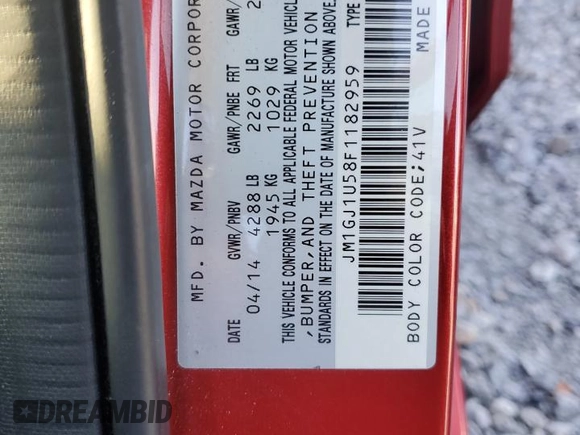 MFD. BY MAZDA MOTOR CORPOR
DATE GVWR/PNBV GAWR/PNBE FRT GAWR/
04/14 4288 LB 2269 LB 2
1945 KG 1029 KG
THIS VEHICLE CONFORMS TO ALL APPLICABLE FEDERAL MOTOR VEHICLE
,BUMPER,AND THEFT PREVENTION
STANDARDS IN EFFECT ON THE DATE OF MANUFACTURE SHOWN ABOVE.
JM1GJ1U58F1182959 TYPE
BODY COLOR CODE;41V MADE
DREAMBID